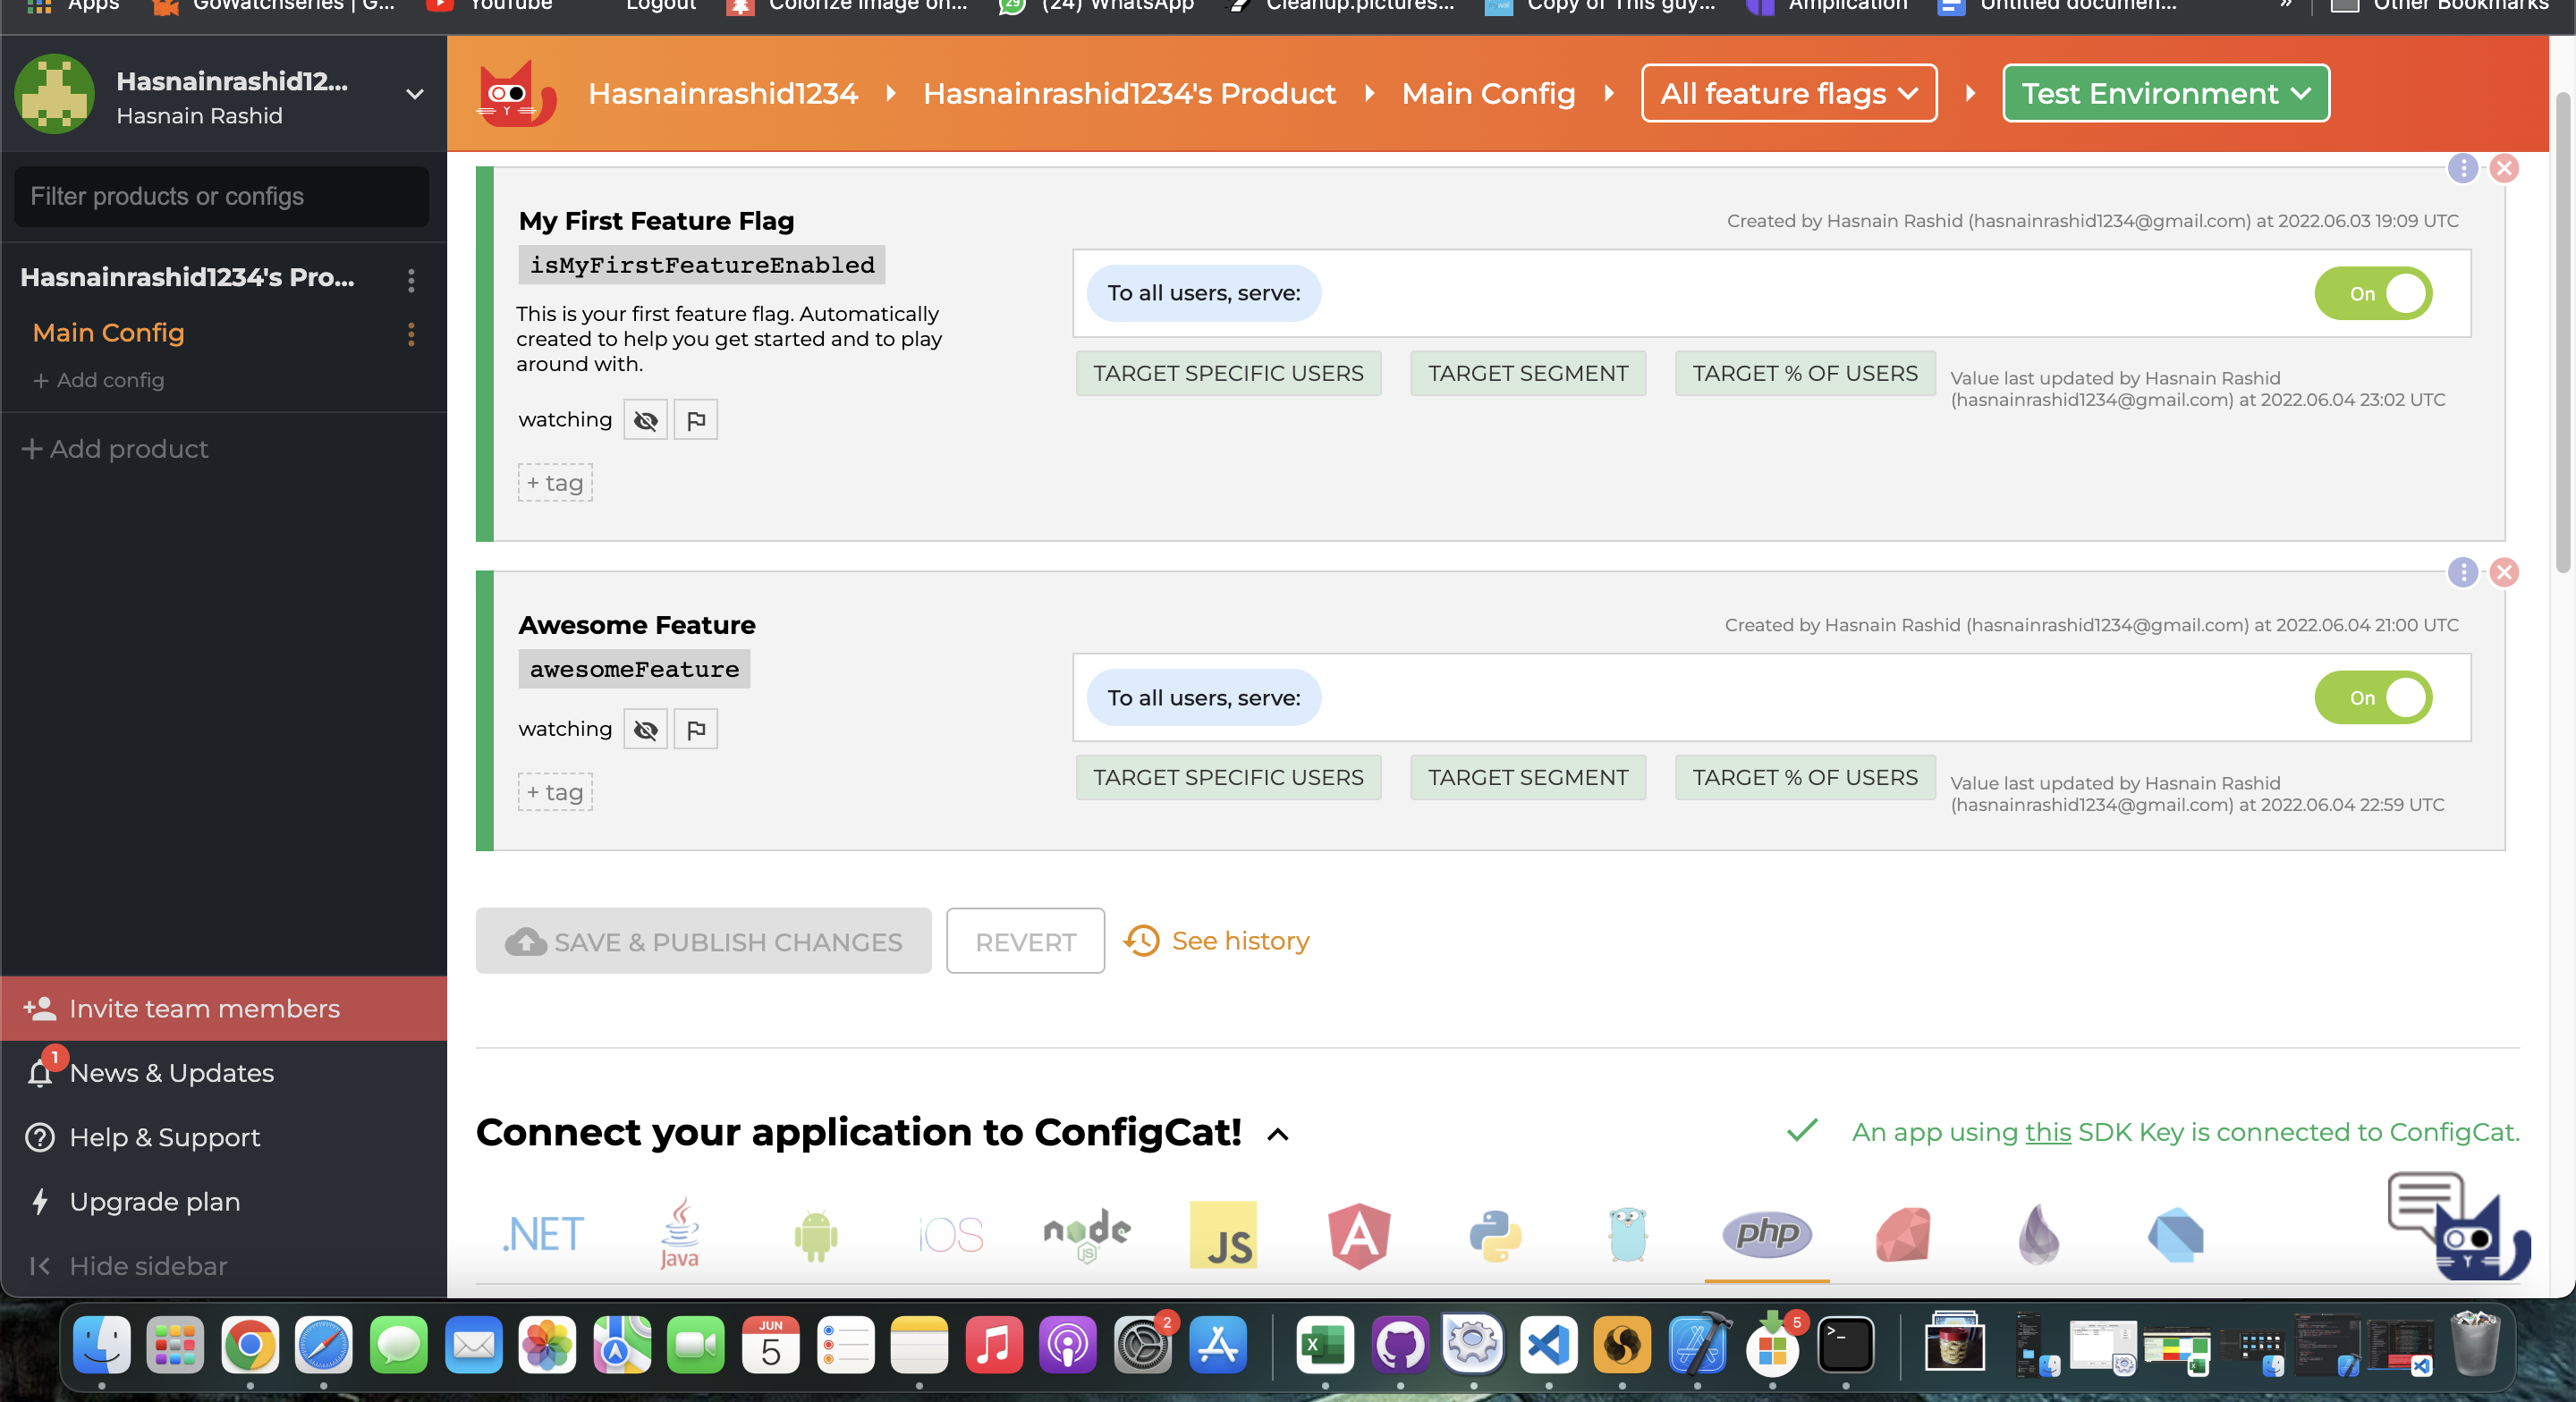 Apps
GoWatchseries | G...
YouTube
Logout
Colorize Image on...
29
(24) WhatsApp
Cleanup.pictures...
Copy of This guy...
Amplication
Untitled documen...
»
Other Bookmarks
Hasnainrashid12...
Hasnain Rashid
Hasnainrashid1234
Hasnainrashid1234's Product
Main Config
All feature flags
Test Environment
Filter products or configs
Hasnainrashid1234's Pro...
Main Config
+ Add config
+ Add product
My First Feature Flag
Created by Hasnain Rashid (hasnainrashid1234@gmail.com) at 2022.06.03 19:09 UTC
isMyFirstFeatureEnabled
To all users, serve:
On
This is your first feature flag. Automatically
created to help you get started and to play
around with.
TARGET SPECIFIC USERS
TARGET SEGMENT
TARGET % OF USERS
Value last updated by Hasnain Rashid
(hasnainrashid1234@gmail.com) at 2022.06.04 23:02 UTC
watching
+ tag
Awesome Feature
Created by Hasnain Rashid (hasnainrashid1234@gmail.com) at 2022.06.04 21:00 UTC
awesomeFeature
To all users, serve:
On
watching
TARGET SPECIFIC USERS
TARGET SEGMENT
TARGET % OF USERS
Value last updated by Hasnain Rashid
(hasnainrashid1234@gmail.com) at 2022.06.04 22:59 UTC
+ tag
SAVE & PUBLISH CHANGES
REVERT
See history
Invite team members
1
News & Updates
Help & Support
Upgrade plan
Hide sidebar
Connect your application to ConfigCat!
An app using this SDK Key is connected to ConfigCat.
.NET
Java
iOS
node
JS
JS
A
php
JUN
5
2
X
5
>_